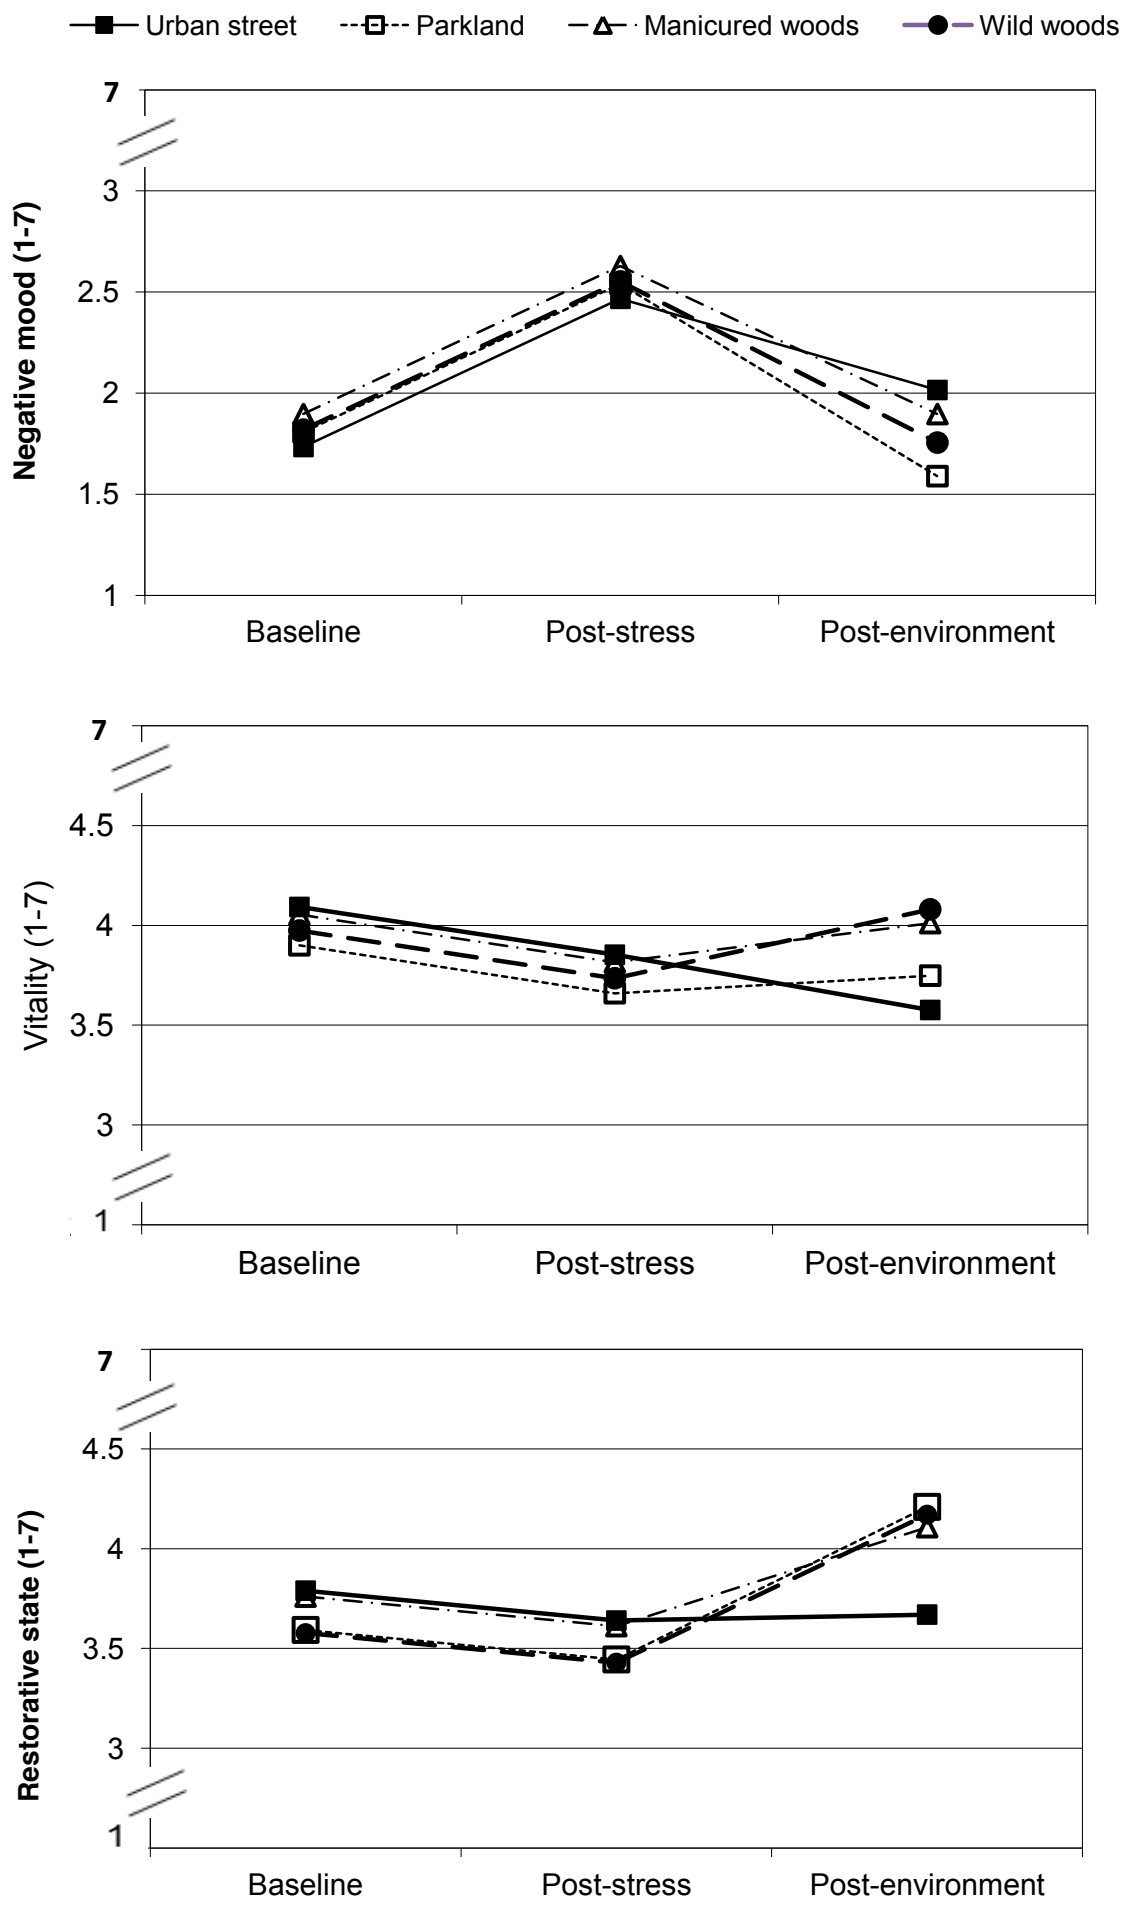 Urban street Parkland Manicured woods Wild woods
7
3
2.5
2
1.5
1
Negative mood (1-7)
Baseline Post-stress Post-environment
7
4.5
4
3.5
3
1
Vitality (1-7)
Baseline Post-stress Post-environment
7
4.5
4
3.5
3
1
Restorative state (1-7)
Baseline Post-stress Post-environment